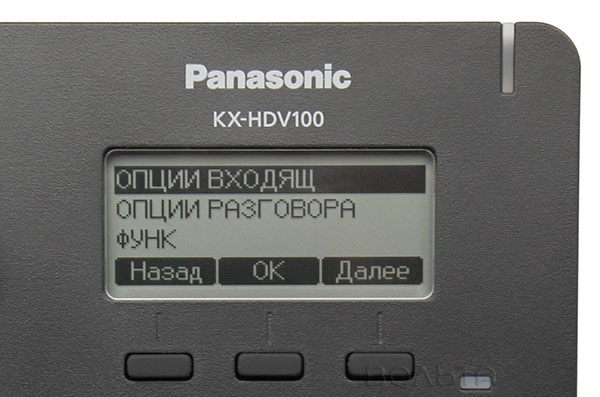 Panasonic
KX-HDV100
ОПЦИИ ВХОДЯЩ
ОПЦИИ РАЗГОВОРА
ФУНК
Назад OK Далее